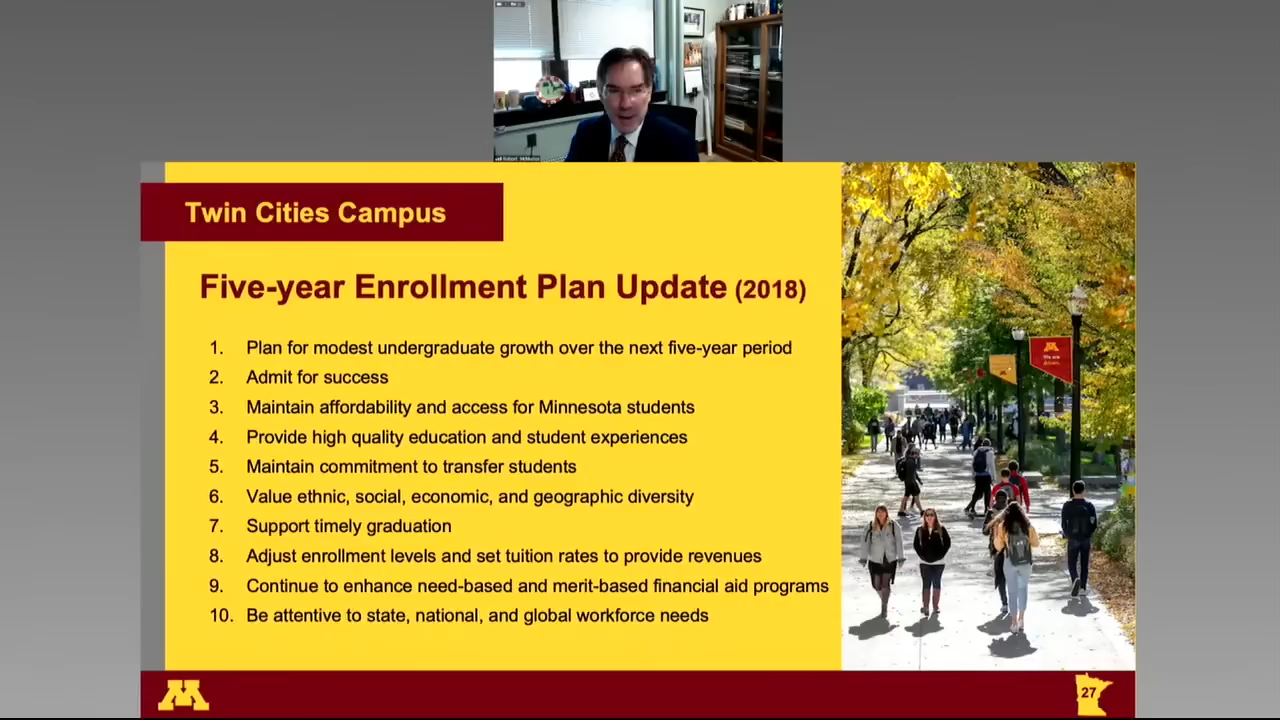 Twin Cities Campus
Five-year Enrollment Plan Update (2018)
1. Plan for modest undergraduate growth over the next five-year period
2. Admit for success
3. Maintain affordability and access for Minnesota students
4. Provide high quality education and student experiences
5. Maintain commitment to transfer students
6. Value ethnic, social, economic, and geographic diversity
7. Support timely graduation
8. Adjust enrollment levels and set tuition rates to provide revenues
9. Continue to enhance need-based and merit-based financial aid programs
10. Be attentive to state, national, and global workforce needs
M
27